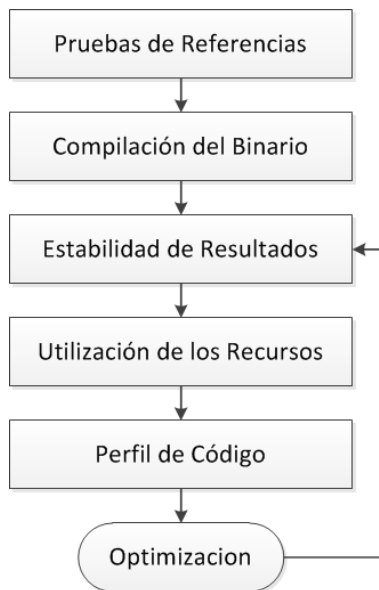 Pruebas de Referencias
Compilación del Binario
Estabilidad de Resultados
Utilización de los Recursos
Perfil de Código
Optimizacion